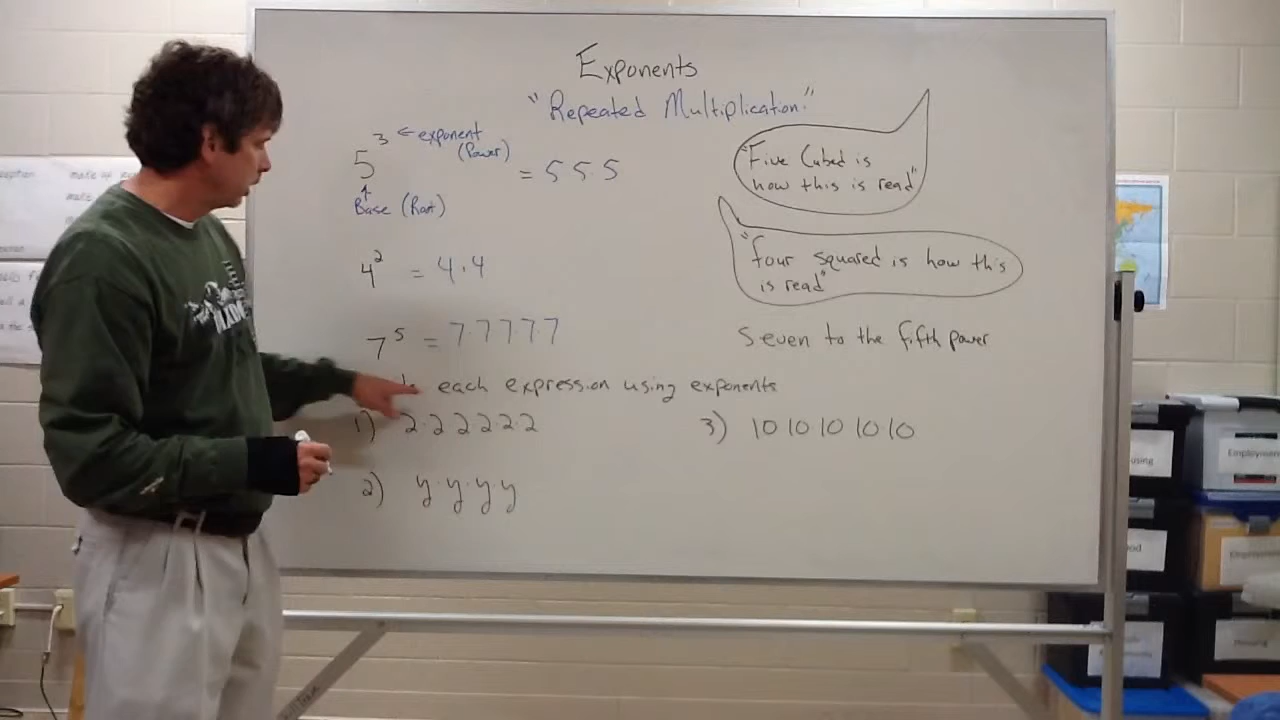 Exponents
"Repeated Multiplication."
5³ ← exponent
(Power)
= 5 5·5
↑
Base (Root)
"Five Cubed is
how this is read"
4² = 4·4
"four squared is how this
is read"
7⁵ = 7·7 7 7·7
Seven to the fifth power
each expression using exponents
1) 2·2 2 2·2·2
3) 10 10 10 10 10
2) y·y·y·y
Employment